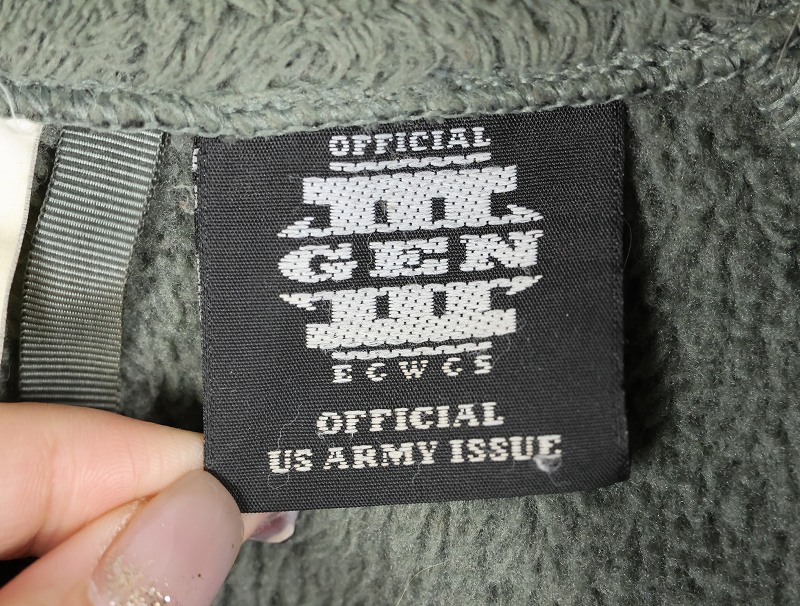 OFFICIAL
III
GEN
III
ECWCS
OFFICIAL
US ARMY ISSUE